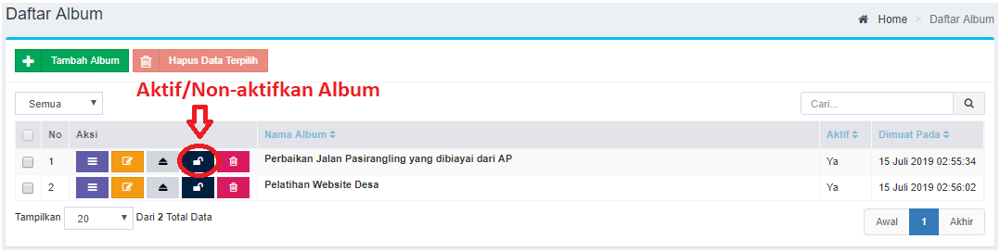 Daftar Album
Home > Daftar Album
Tambah Album
Hapus Data Terpilih
Aktif/Non-aktifkan Album
Semua
Cari...
No Aksi Nama Album Aktif Dimuat Pada
1 Perbaikan Jalan Pasirangling yang dibiayai dari AP Ya 15 Juli 2019 02:55:34
2 Pelatihan Website Desa Ya 15 Juli 2019 02:56:02
Tampilkan 20 Dari 2 Total Data
Awal 1 Akhir